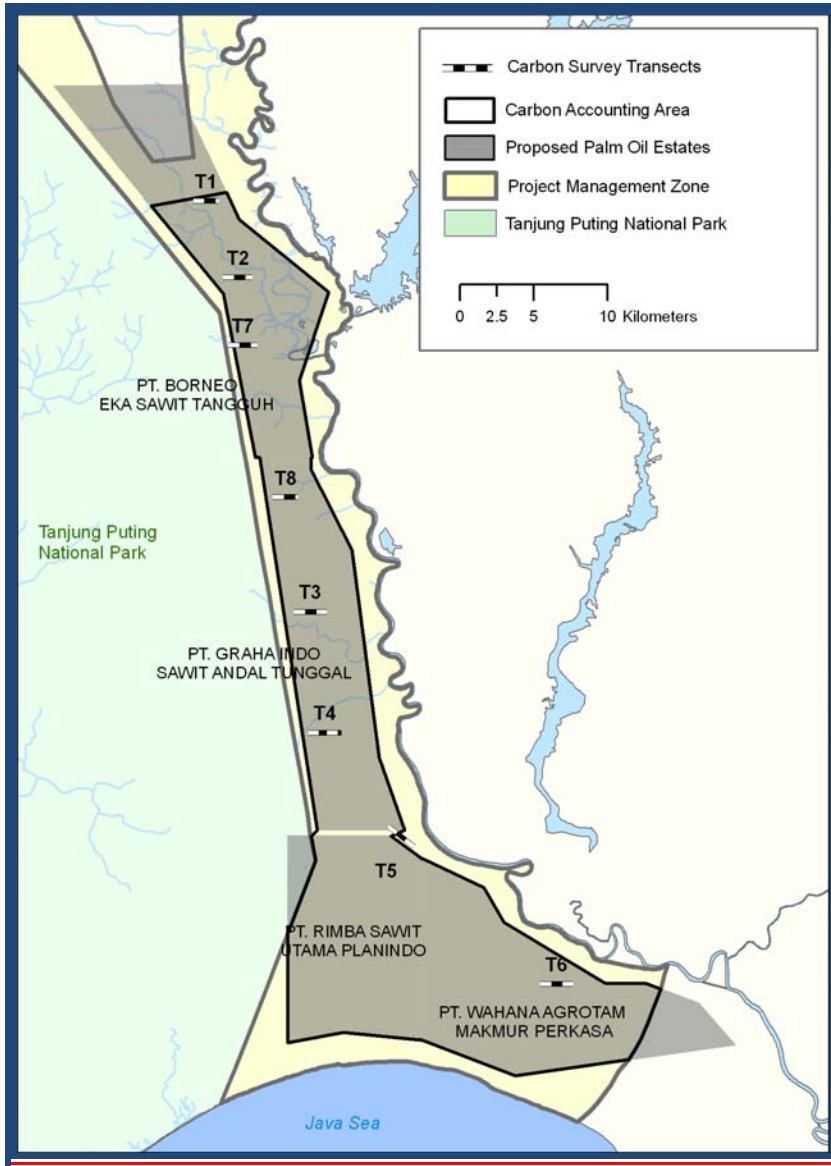 Carbon Survey Transects
Carbon Accounting Area
Proposed Palm Oil Estates
Project Management Zone
Tanjung Puting National Park
0 2.5 5 10 Kilometers
T1
T2
T7
PT. BORNEO
EKA SAWIT TANGGUH
T8
Tanjung Puting
National Park
T3
PT. GRAHA INDO
SAWIT ANDAL TUNGGAL
T4
T5
PT. RIMBA SAWIT
UTAMA PLANINDO
T6
PT. WAHANA AGROTAM
MAKMUR PERKASA
Java Sea